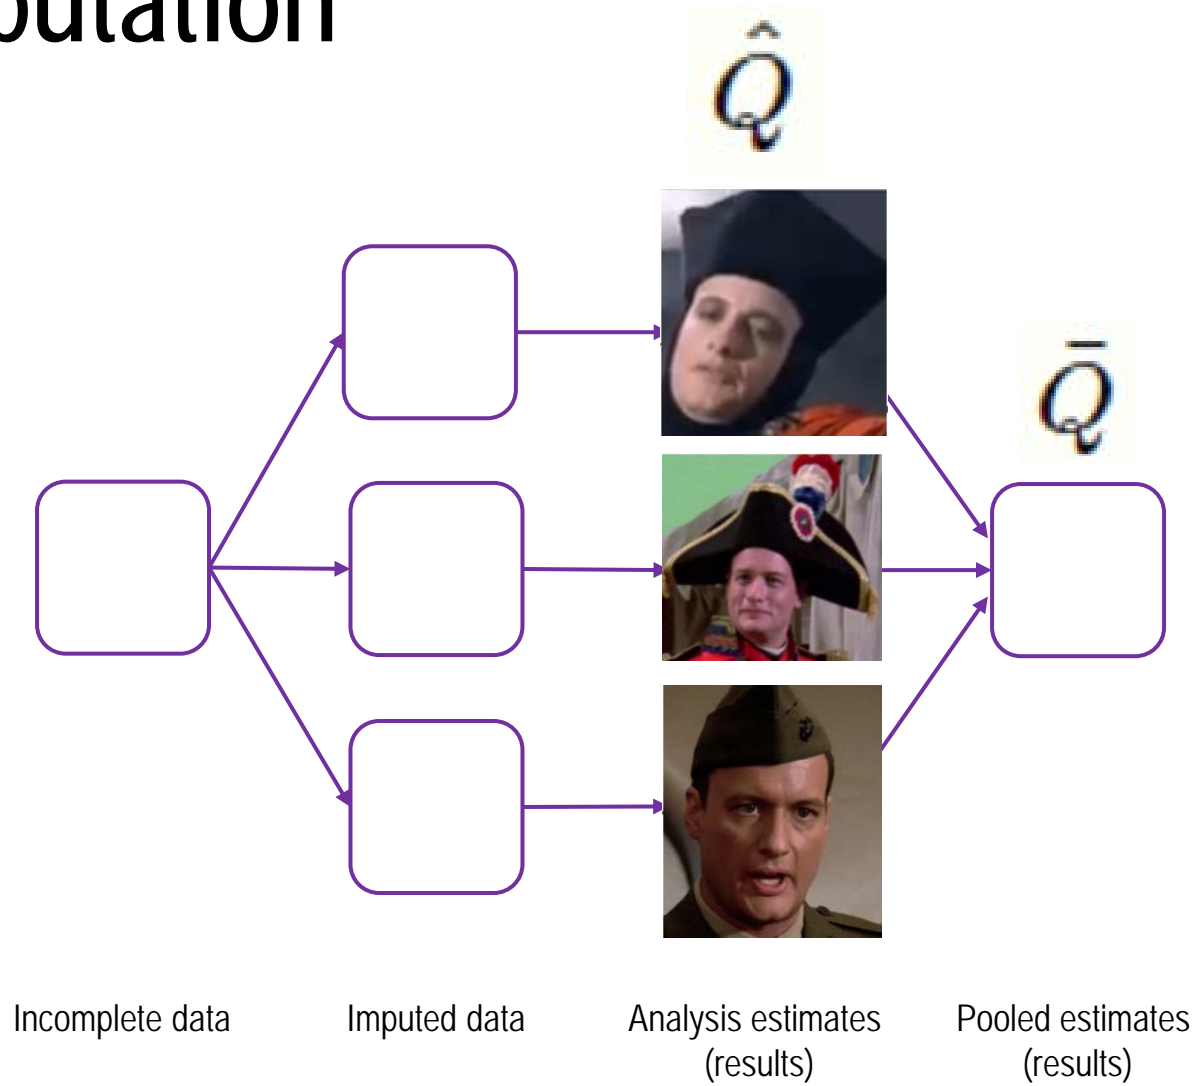 putation
Q̂
Q̄
Incomplete data
Imputed data
Analysis estimates
(results)
Pooled estimates
(results)